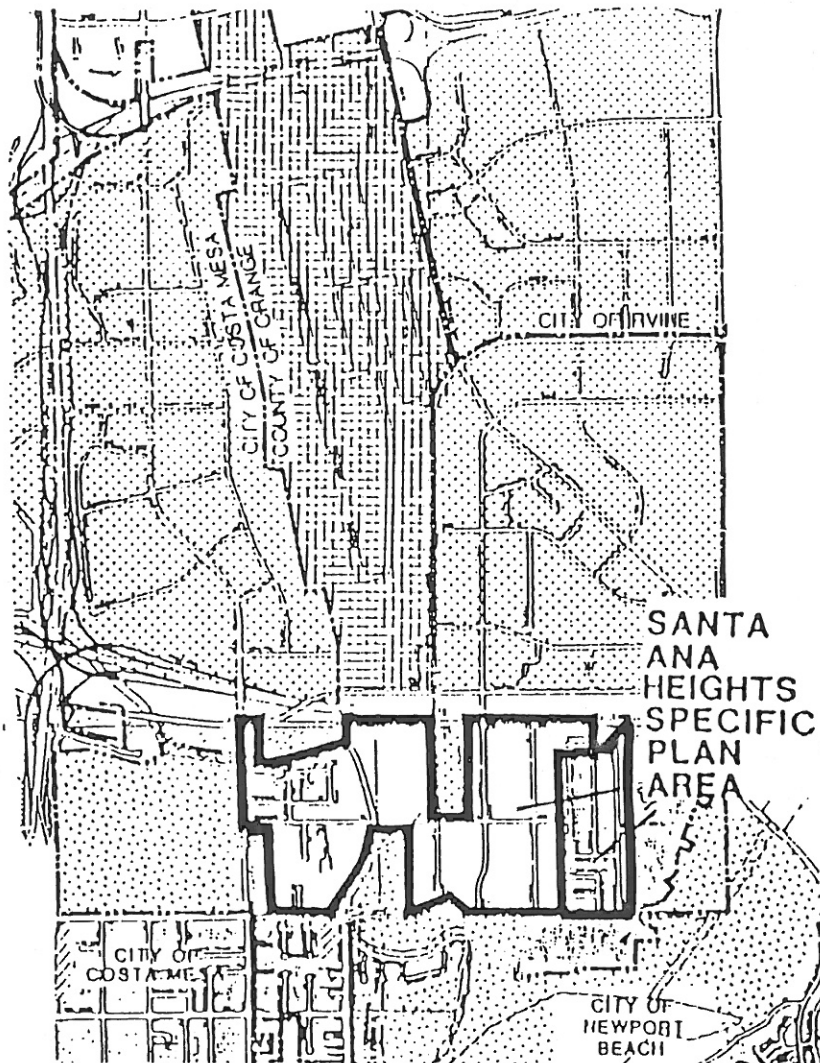 CITY OF COSTA MESA
COUNTY OF ORANGE
CITY OF IRVINE
SANTA
ANA
HEIGHTS
SPECIFIC
PLAN
AREA
CITY OF
COSTA MESA
CITY OF
NEWPORT
BEACH